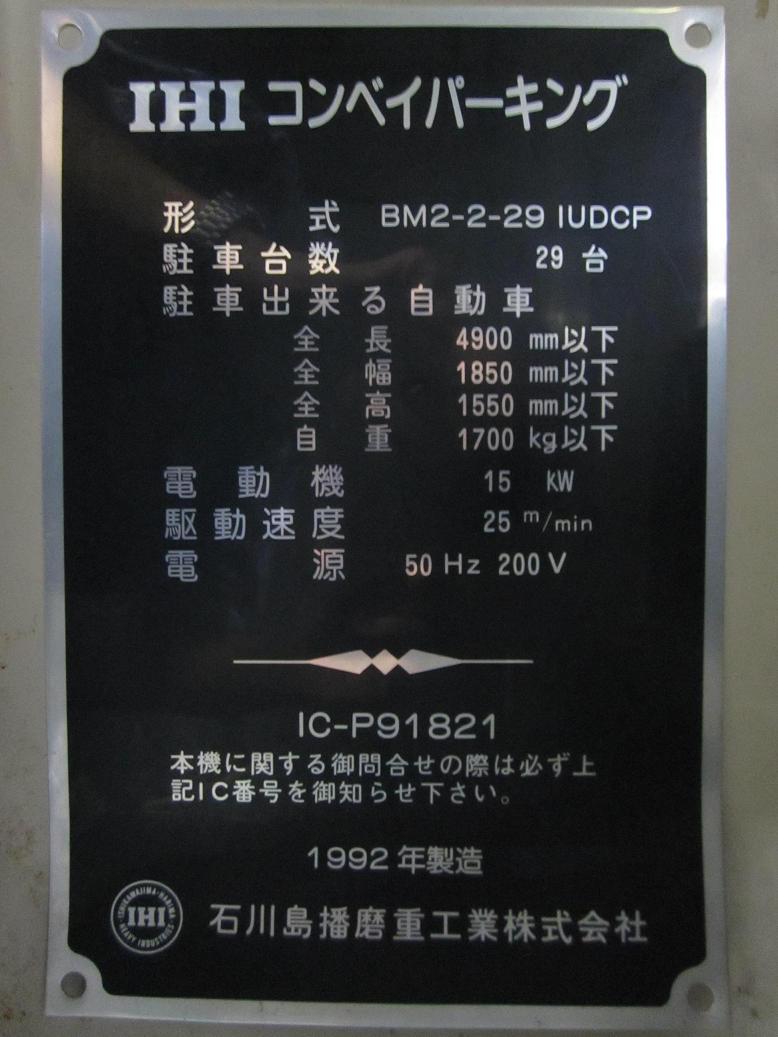 IHI コンベイパーキング
形式 BM2-2-29 IUDCP
駐車台数 29 台
駐車出来る自動車
全長 4900 mm以下
全幅 1850 mm以下
全高 1550 mm以下
自重 1700 kg以下
電動機 15 KW
駆動速度 25 m/min
電源 50 Hz 200 V
IC-P91821
本機に関する御問合せの際は必ず上
記IC番号を御知らせ下さい。
1992 年製造
ISHIKAWAJIMA-HARIMA HEAVY INDUSTRIES IHI
石川島播磨重工業株式会社